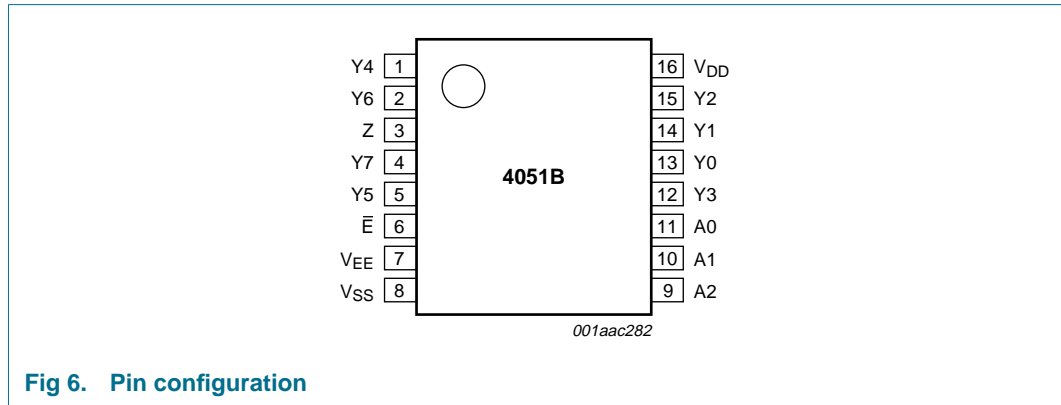 Y4 1 16 VDD
Y6 2 15 Y2
Z 3 14 Y1
Y7 4 13 Y0
4051B
Y5 5 12 Y3
E̅ 6 11 A0
VEE 7 10 A1
VSS 8 9 A2
001aac282
Fig 6. Pin configuration